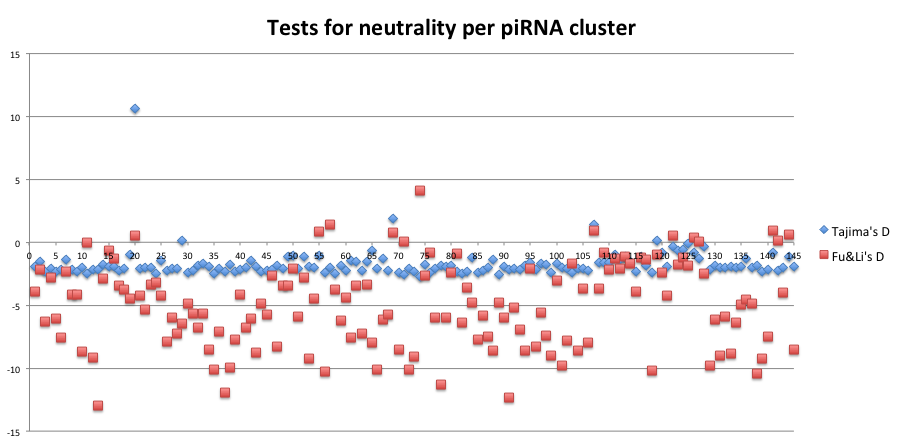 Tests for neutrality per piRNA cluster
15
10
5
0
0 5 10 15 20 25 30 35 40 45 50 55 60 65 70 75 80 85 90 95 100 105 110 115 120 125 130 135 140 145
-5
-10
-15
Tajima's D
Fu&Li's D